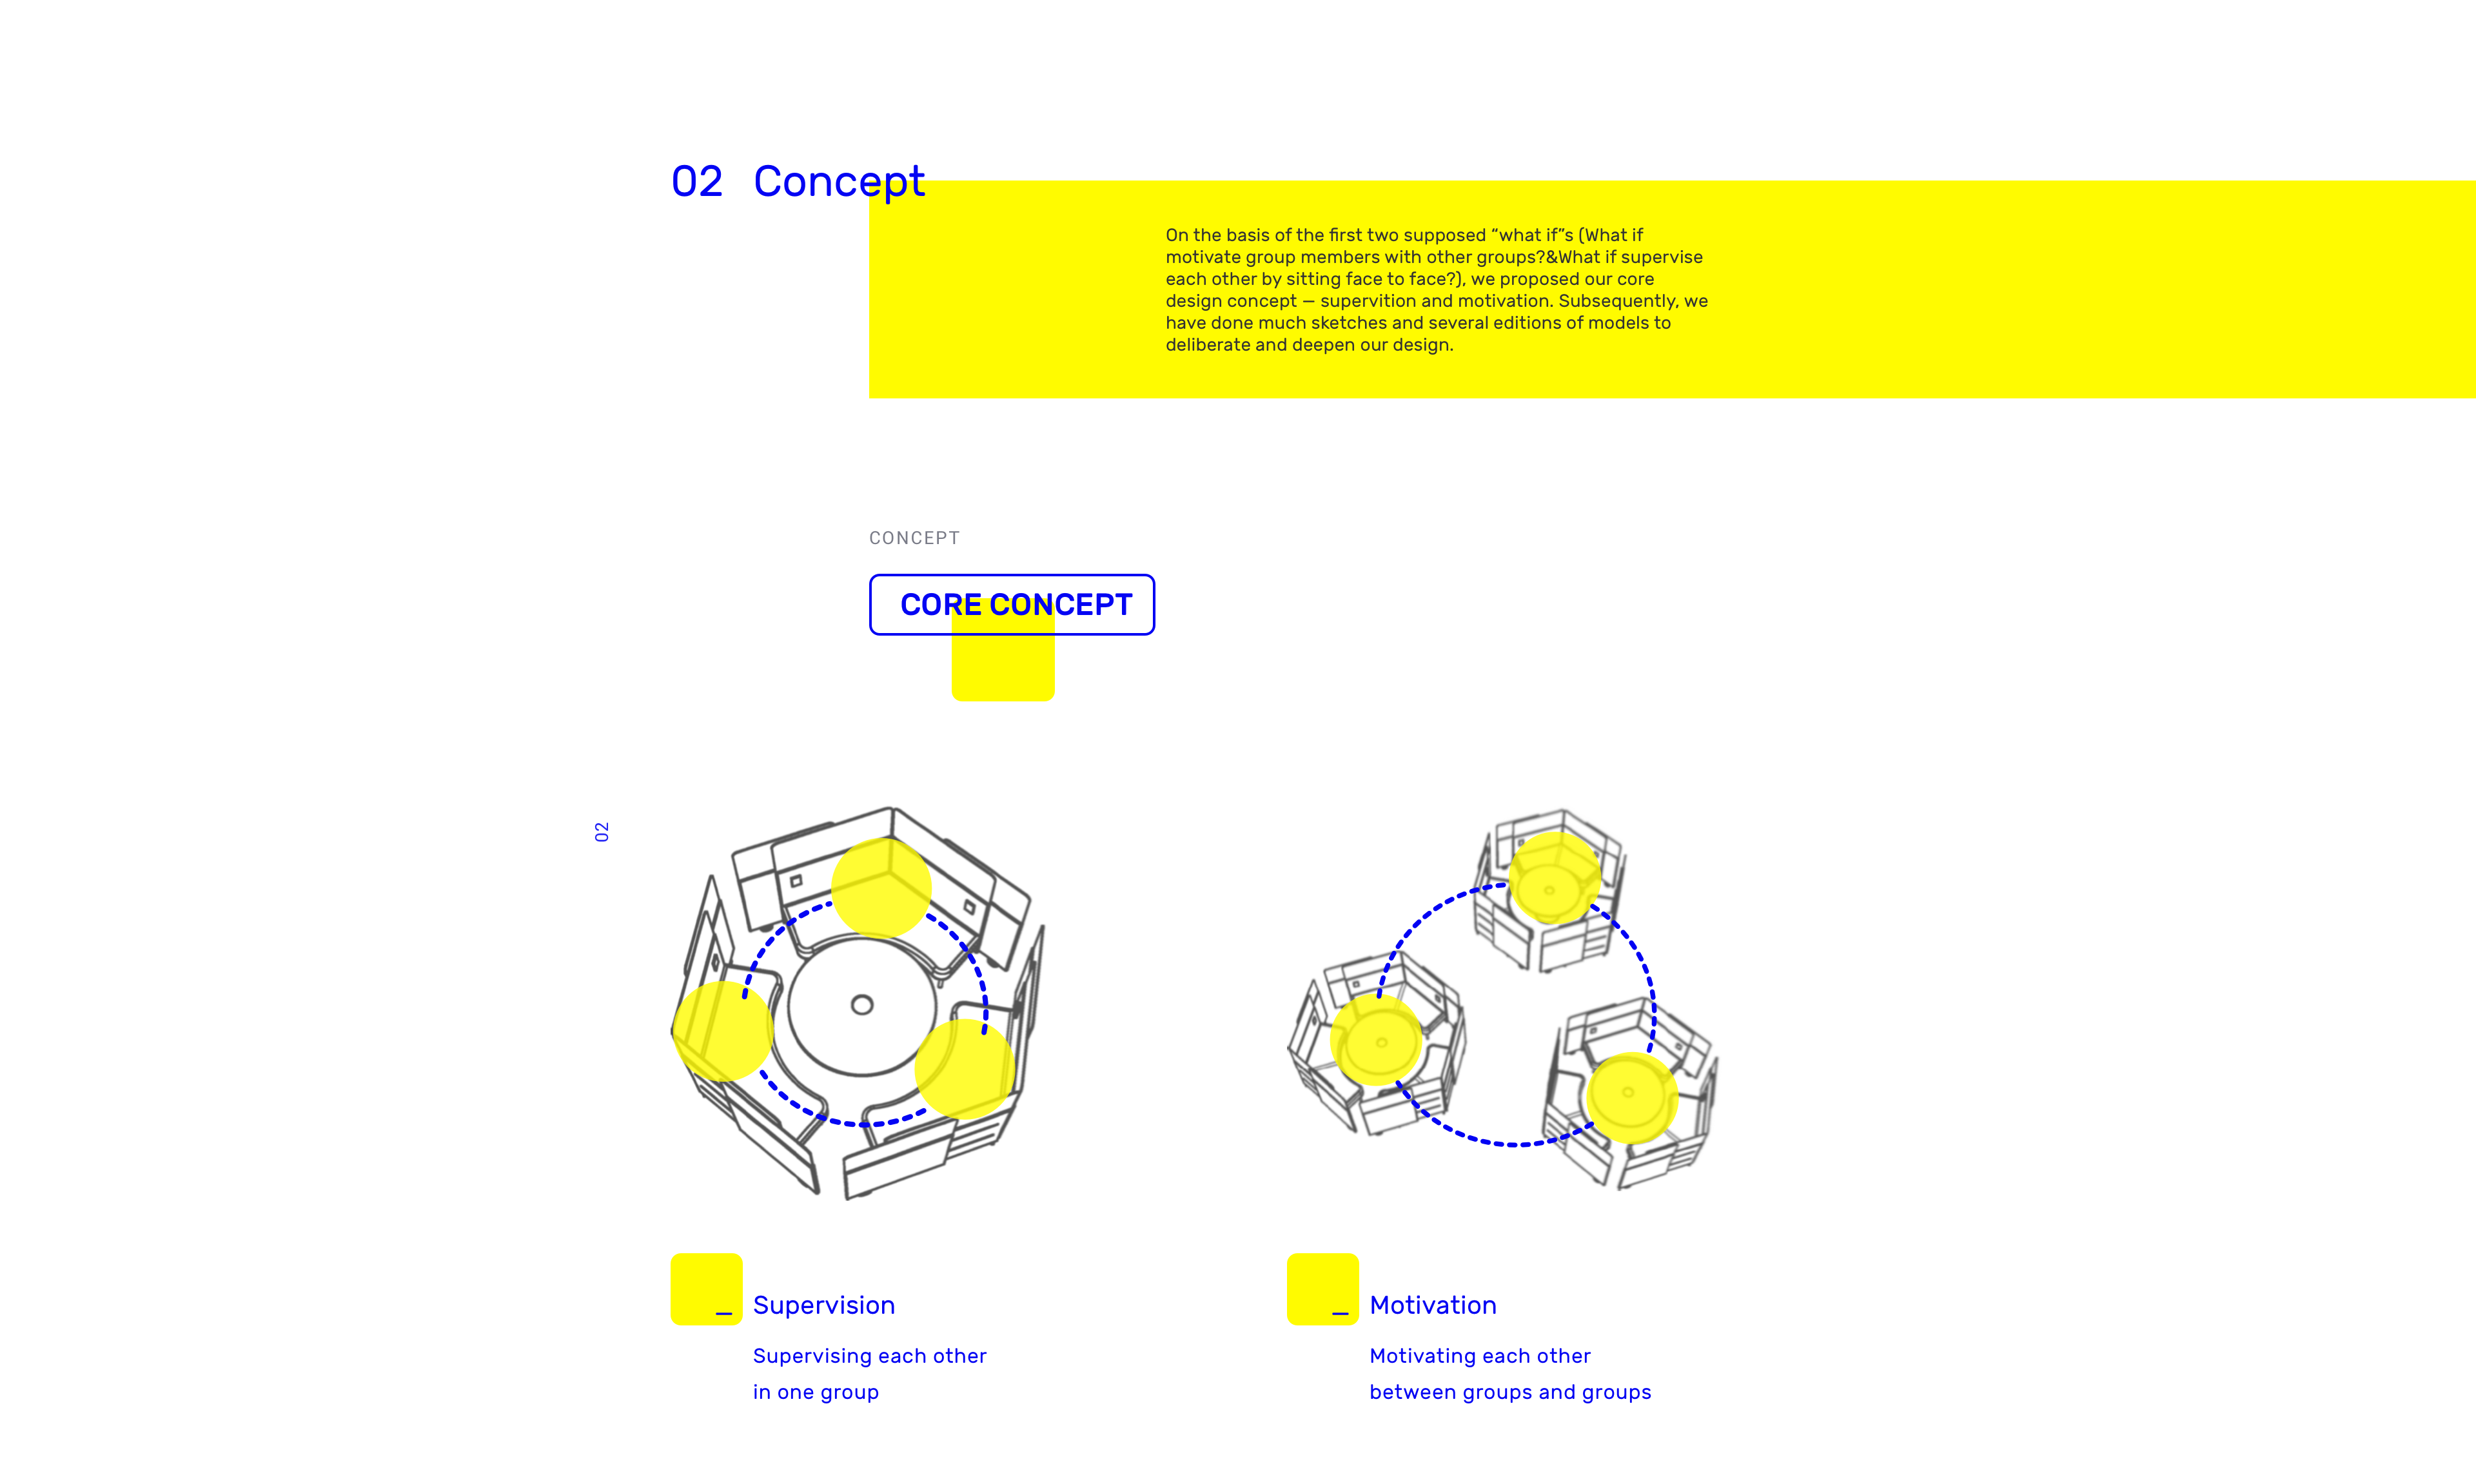 02 Concept
On the basis of the first two supposed “what if”s (What if
motivate group members with other groups?&What if supervise
each other by sitting face to face?), we proposed our core
design concept — supervition and motivation. Subsequently, we
have done much sketches and several editions of models to
deliberate and deepen our design.
CONCEPT
CORE CONCEPT
02
_ Supervision
Supervising each other
in one group
_ Motivation
Motivating each other
between groups and groups